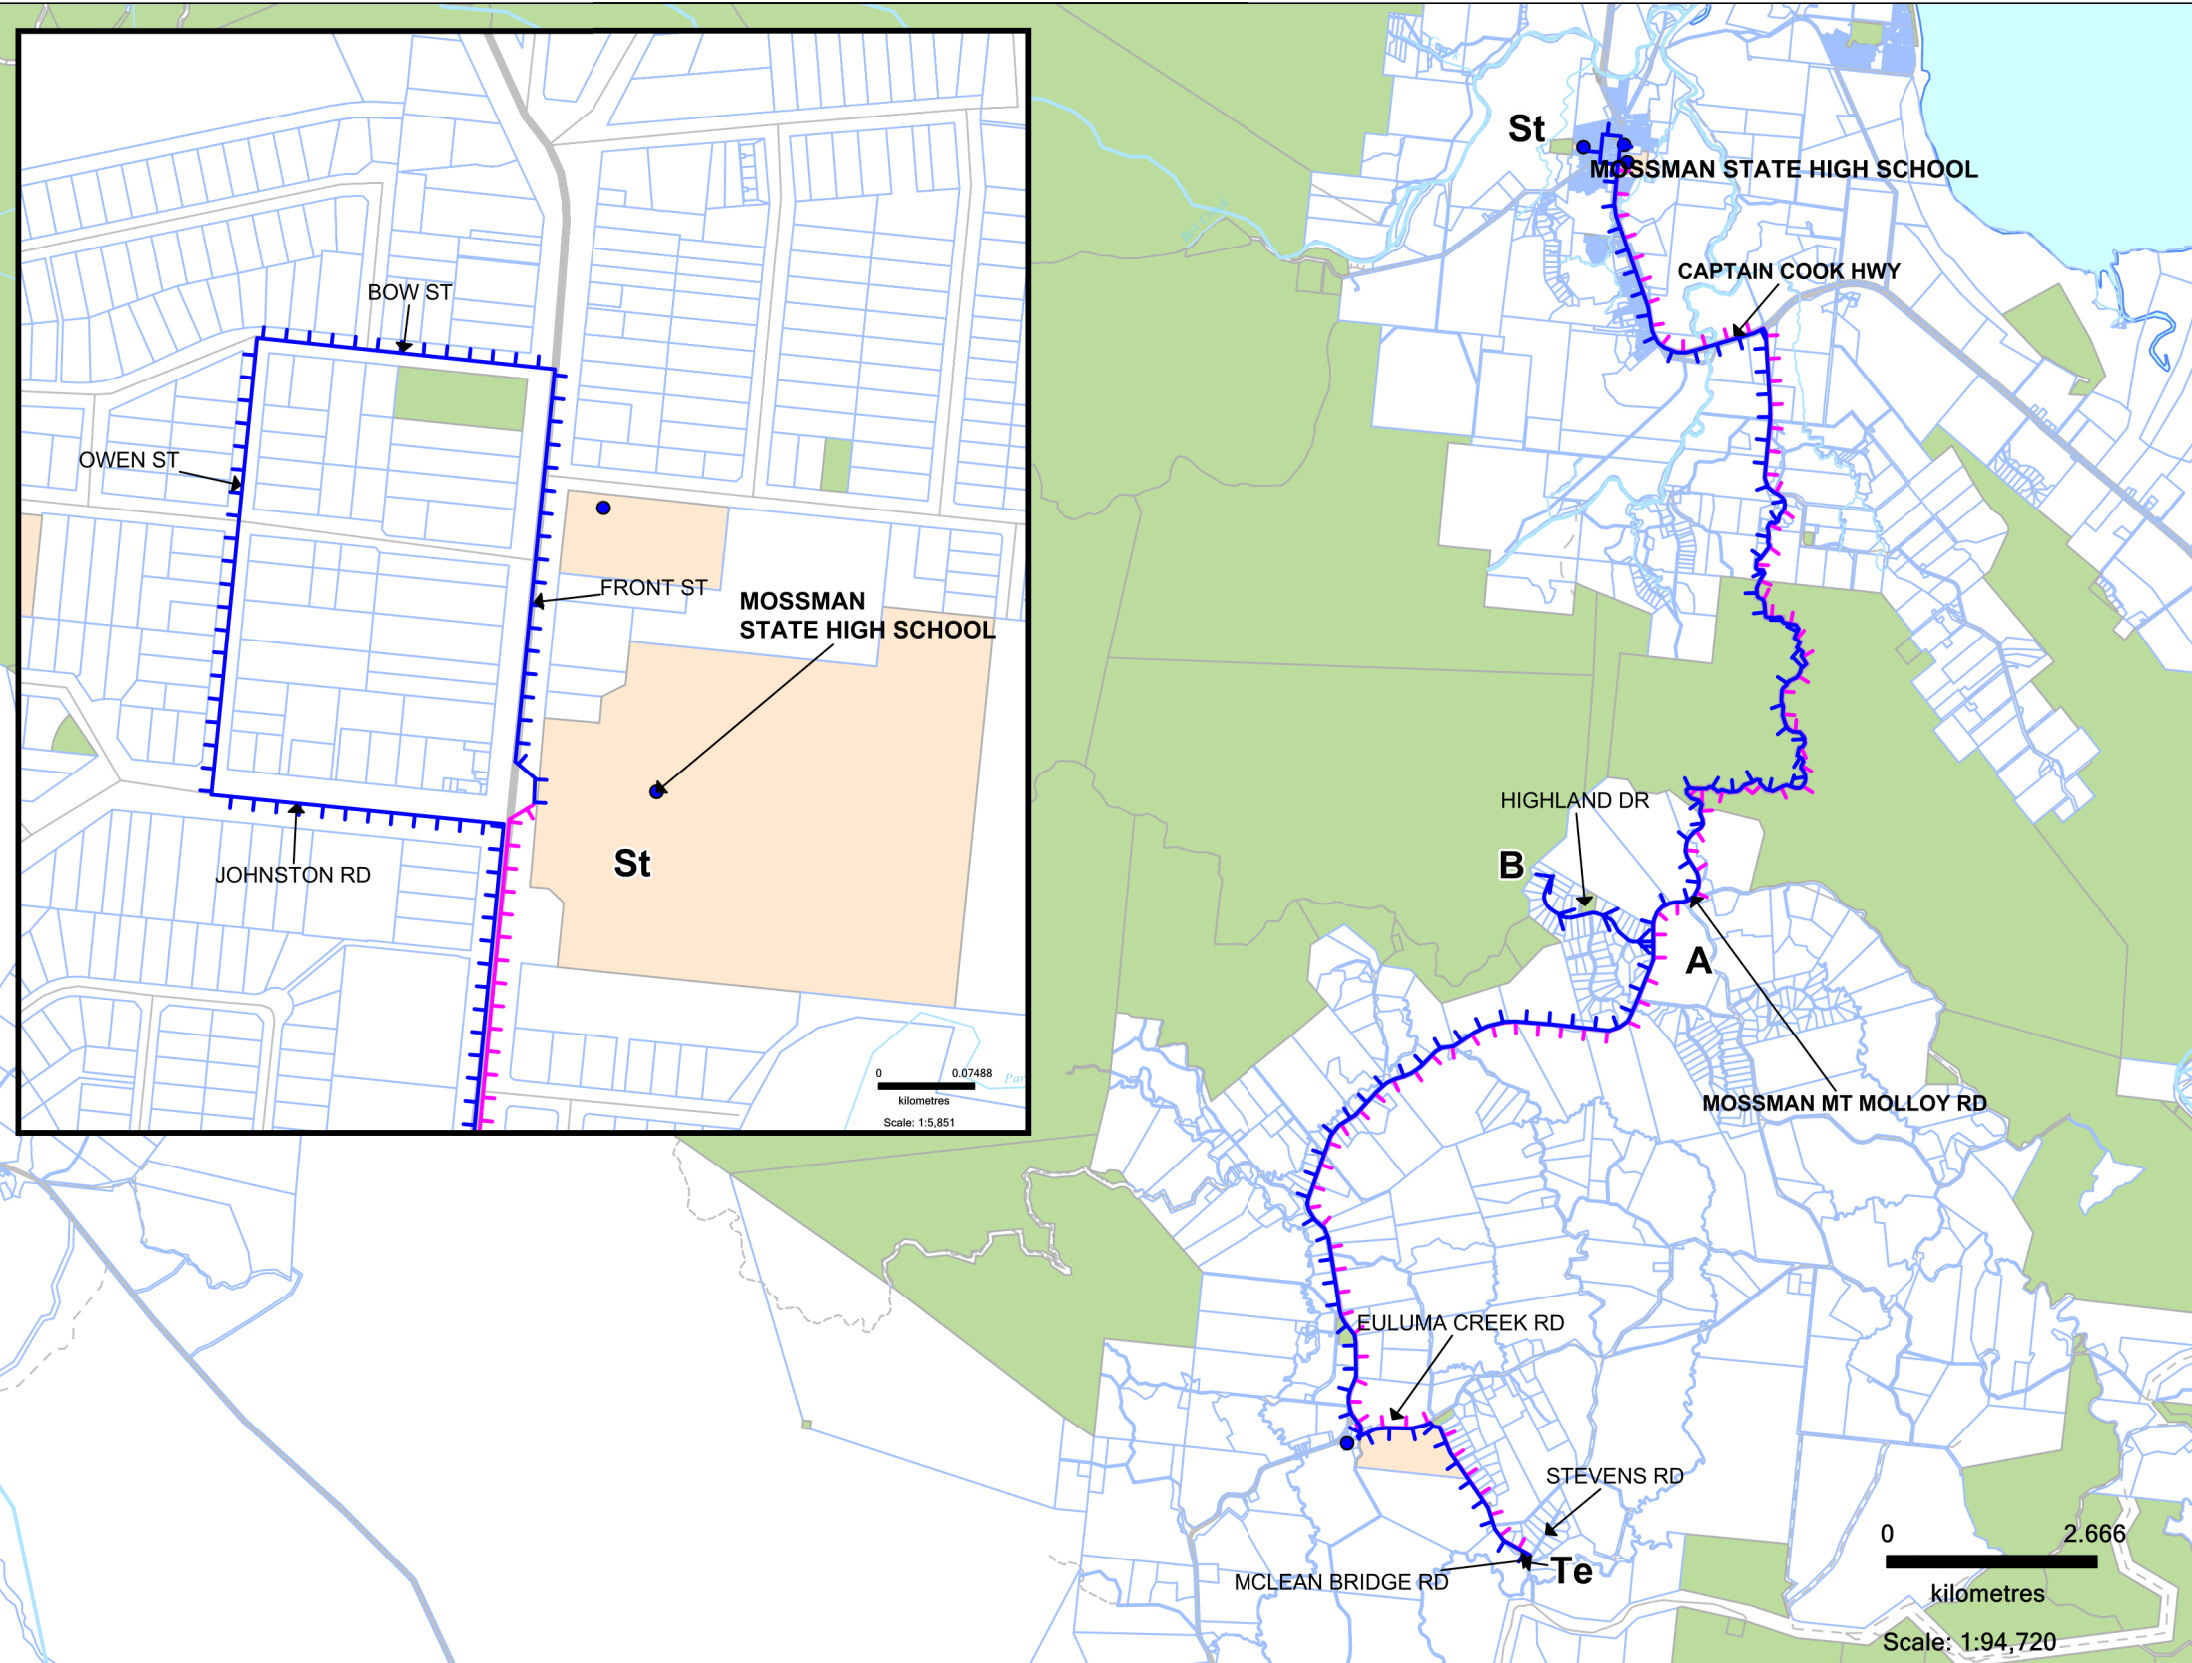 BOW ST
OWEN ST
FRONT ST
MOSSMAN
STATE HIGH SCHOOL
St
JOHNSTON RD
0 0.07488
kilometres
Scale: 1:5,851
St
MOSSMAN STATE HIGH SCHOOL
CAPTAIN COOK HWY
HIGHLAND DR
B
A
MOSSMAN MT MOLLOY RD
EULUMA CREEK RD
STEVENS RD
MCLEAN BRIDGE RD
Te
0 2.666
kilometres
Scale: 1:94,720